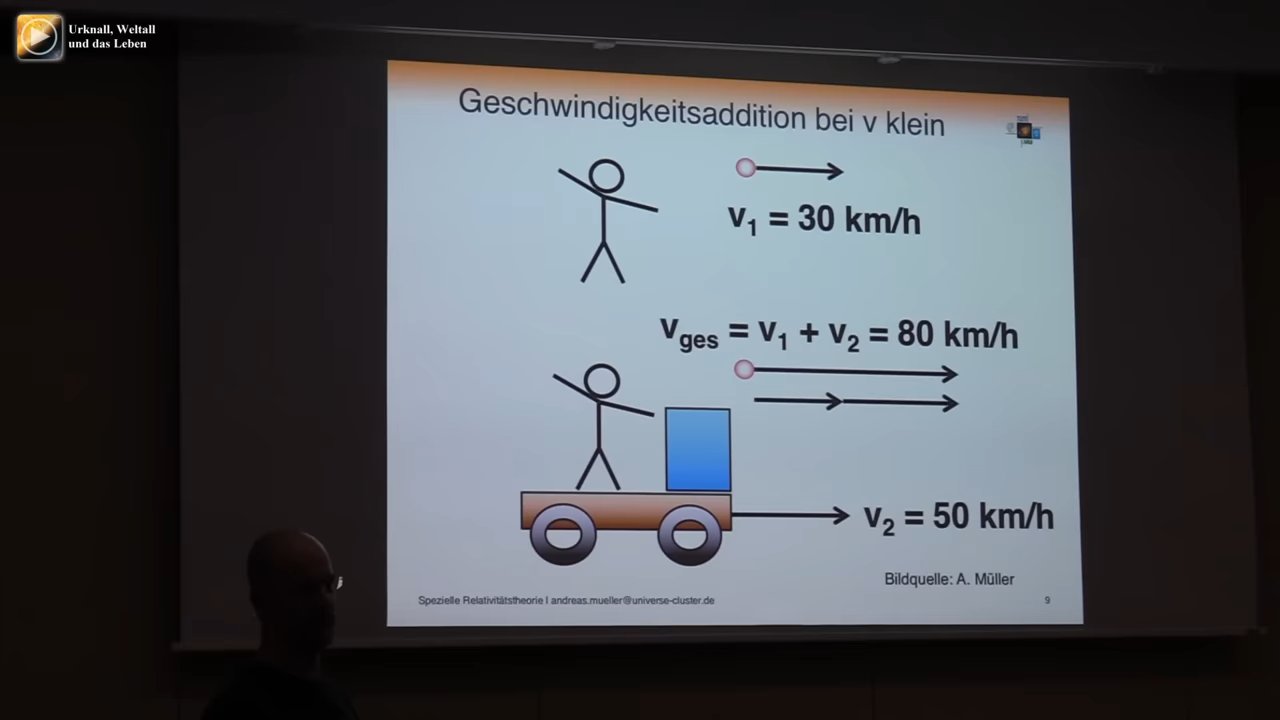 Urknall, Weltall
und das Leben
Geschwindigkeitsaddition bei v klein
v₁ = 30 km/h
v_ges = v₁ + v₂ = 80 km/h
v₂ = 50 km/h
Bildquelle: A. Müller
Spezielle Relativitätstheorie I andreas.mueller@universe-cluster.de
9